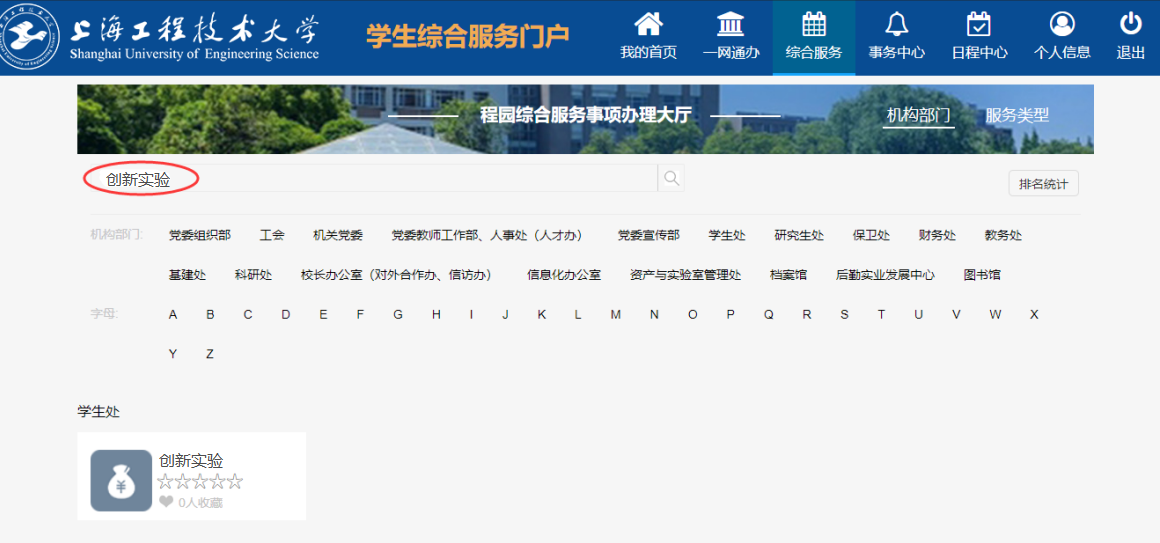 上海工程技术大学
Shanghai University of Engineering Science
学生综合服务门户
我的首页 一网通办 综合服务 事务中心 日程中心 个人信息 退出
程园综合服务事项办理大厅 机构部门 服务类型
创新实验
排名统计
机构部门: 党委组织部 工会 机关党委 党委教师工作部、人事处（人才办） 党委宣传部 学生处 研究生处 保卫处 财务处 教务处
基建处 科研处 校长办公室（对外合作办、信访办） 信息化办公室 资产与实验室管理处 档案馆 后勤实业发展中心 图书馆
字母: A B C D E F G H I J K L M N O P Q R S T U V W X
Y Z
学生处
创新实验
0人收藏